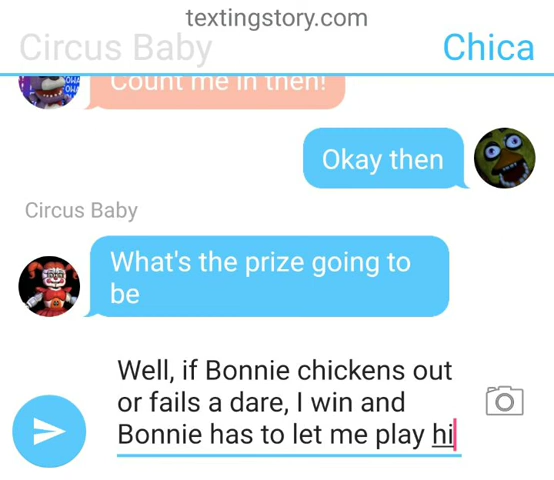 textingstory.com
Circus Baby
Chica
Count me in then!
Okay then
Circus Baby
What's the prize going to
be
Well, if Bonnie chickens out
or fails a dare, I win and
Bonnie has to let me play hi